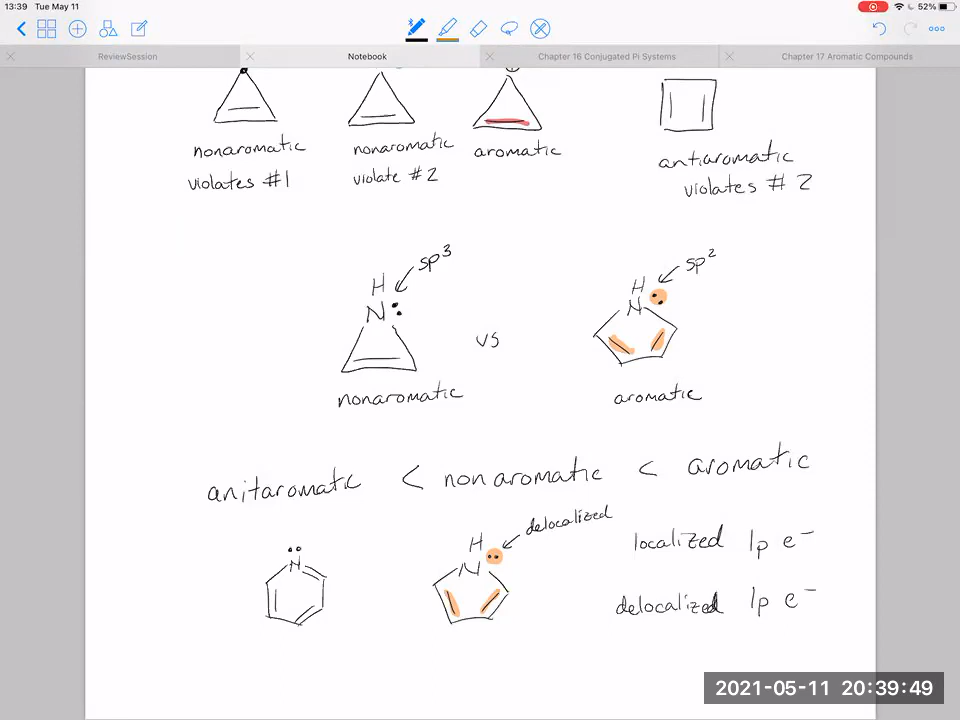 13:39 Tue May 11
52%
ReviewSession
Notebook
Chapter 16 Conjugated Pi Systems
Chapter 17 Aromatic Compounds
nonaromatic
violates #1
nonaromatic
violate #2
aromatic
antiaromatic
violates # 2
sp3
H
N
nonaromatic
vs
sp2
H
N
aromatic
anitaromatic < nonaromatic < aromatic
N
delocalized
H
N
localized lp e⁻
delocalized lp e⁻
2021-05-11 20:39:49